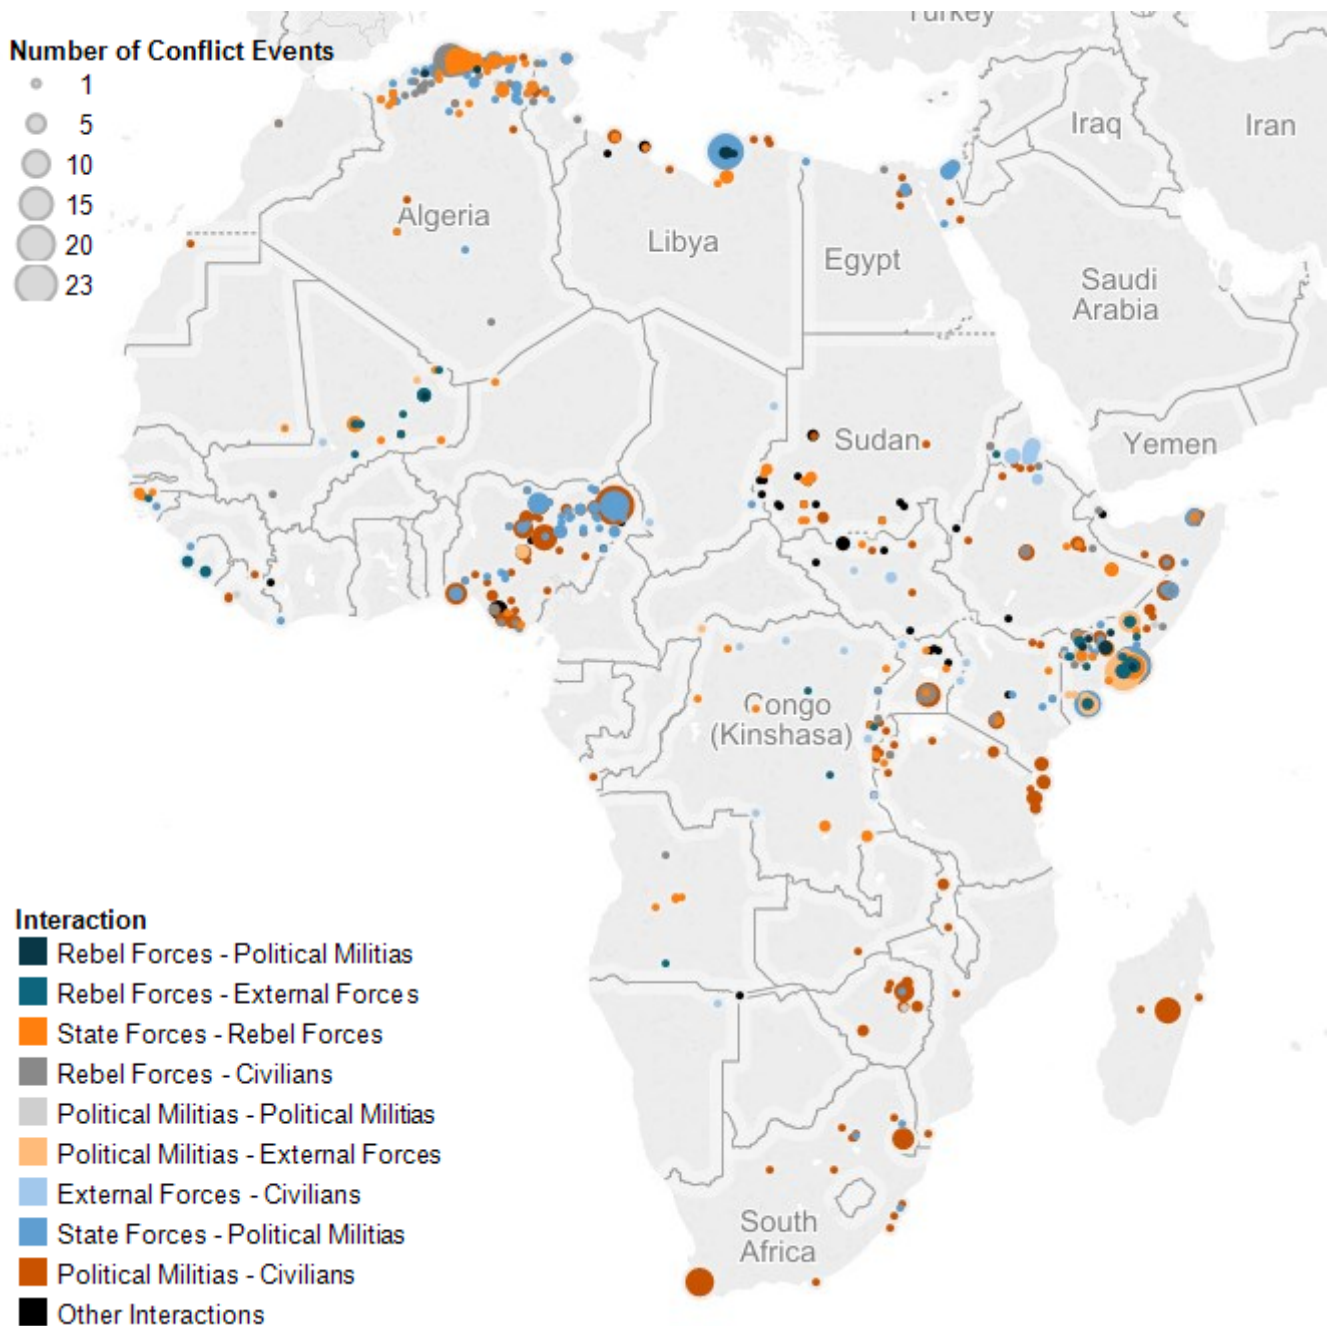 Turkey
Number of Conflict Events
1
5
10
15
20
23
Iraq
Iran
Algeria
Libya
Egypt
Saudi
Arabia
Sudan
Yemen
Congo
(Kinshasa)
South
Africa
Interaction
Rebel Forces - Political Militias
Rebel Forces - External Forces
State Forces - Rebel Forces
Rebel Forces - Civilians
Political Militias - Political Militias
Political Militias - External Forces
External Forces - Civilians
State Forces - Political Militias
Political Militias - Civilians
Other Interactions